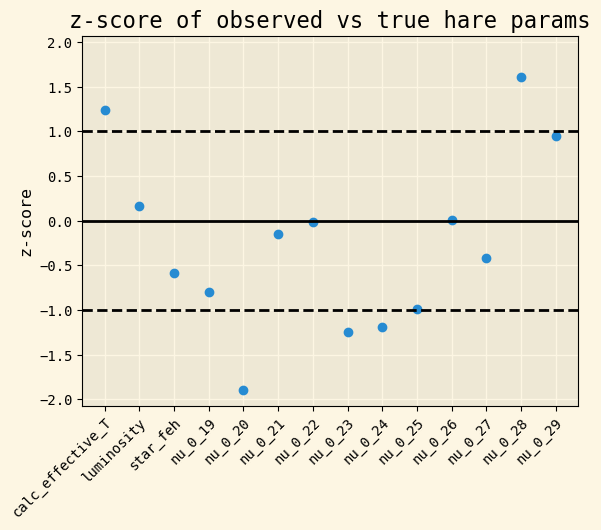 z-score of observed vs true hare params
z-score
2.0
1.5
1.0
0.5
0.0
−0.5
−1.0
−1.5
−2.0
calc_effective_T
luminosity
star_feh
nu_0_19
nu_0_20
nu_0_21
nu_0_22
nu_0_23
nu_0_24
nu_0_25
nu_0_26
nu_0_27
nu_0_28
nu_0_29